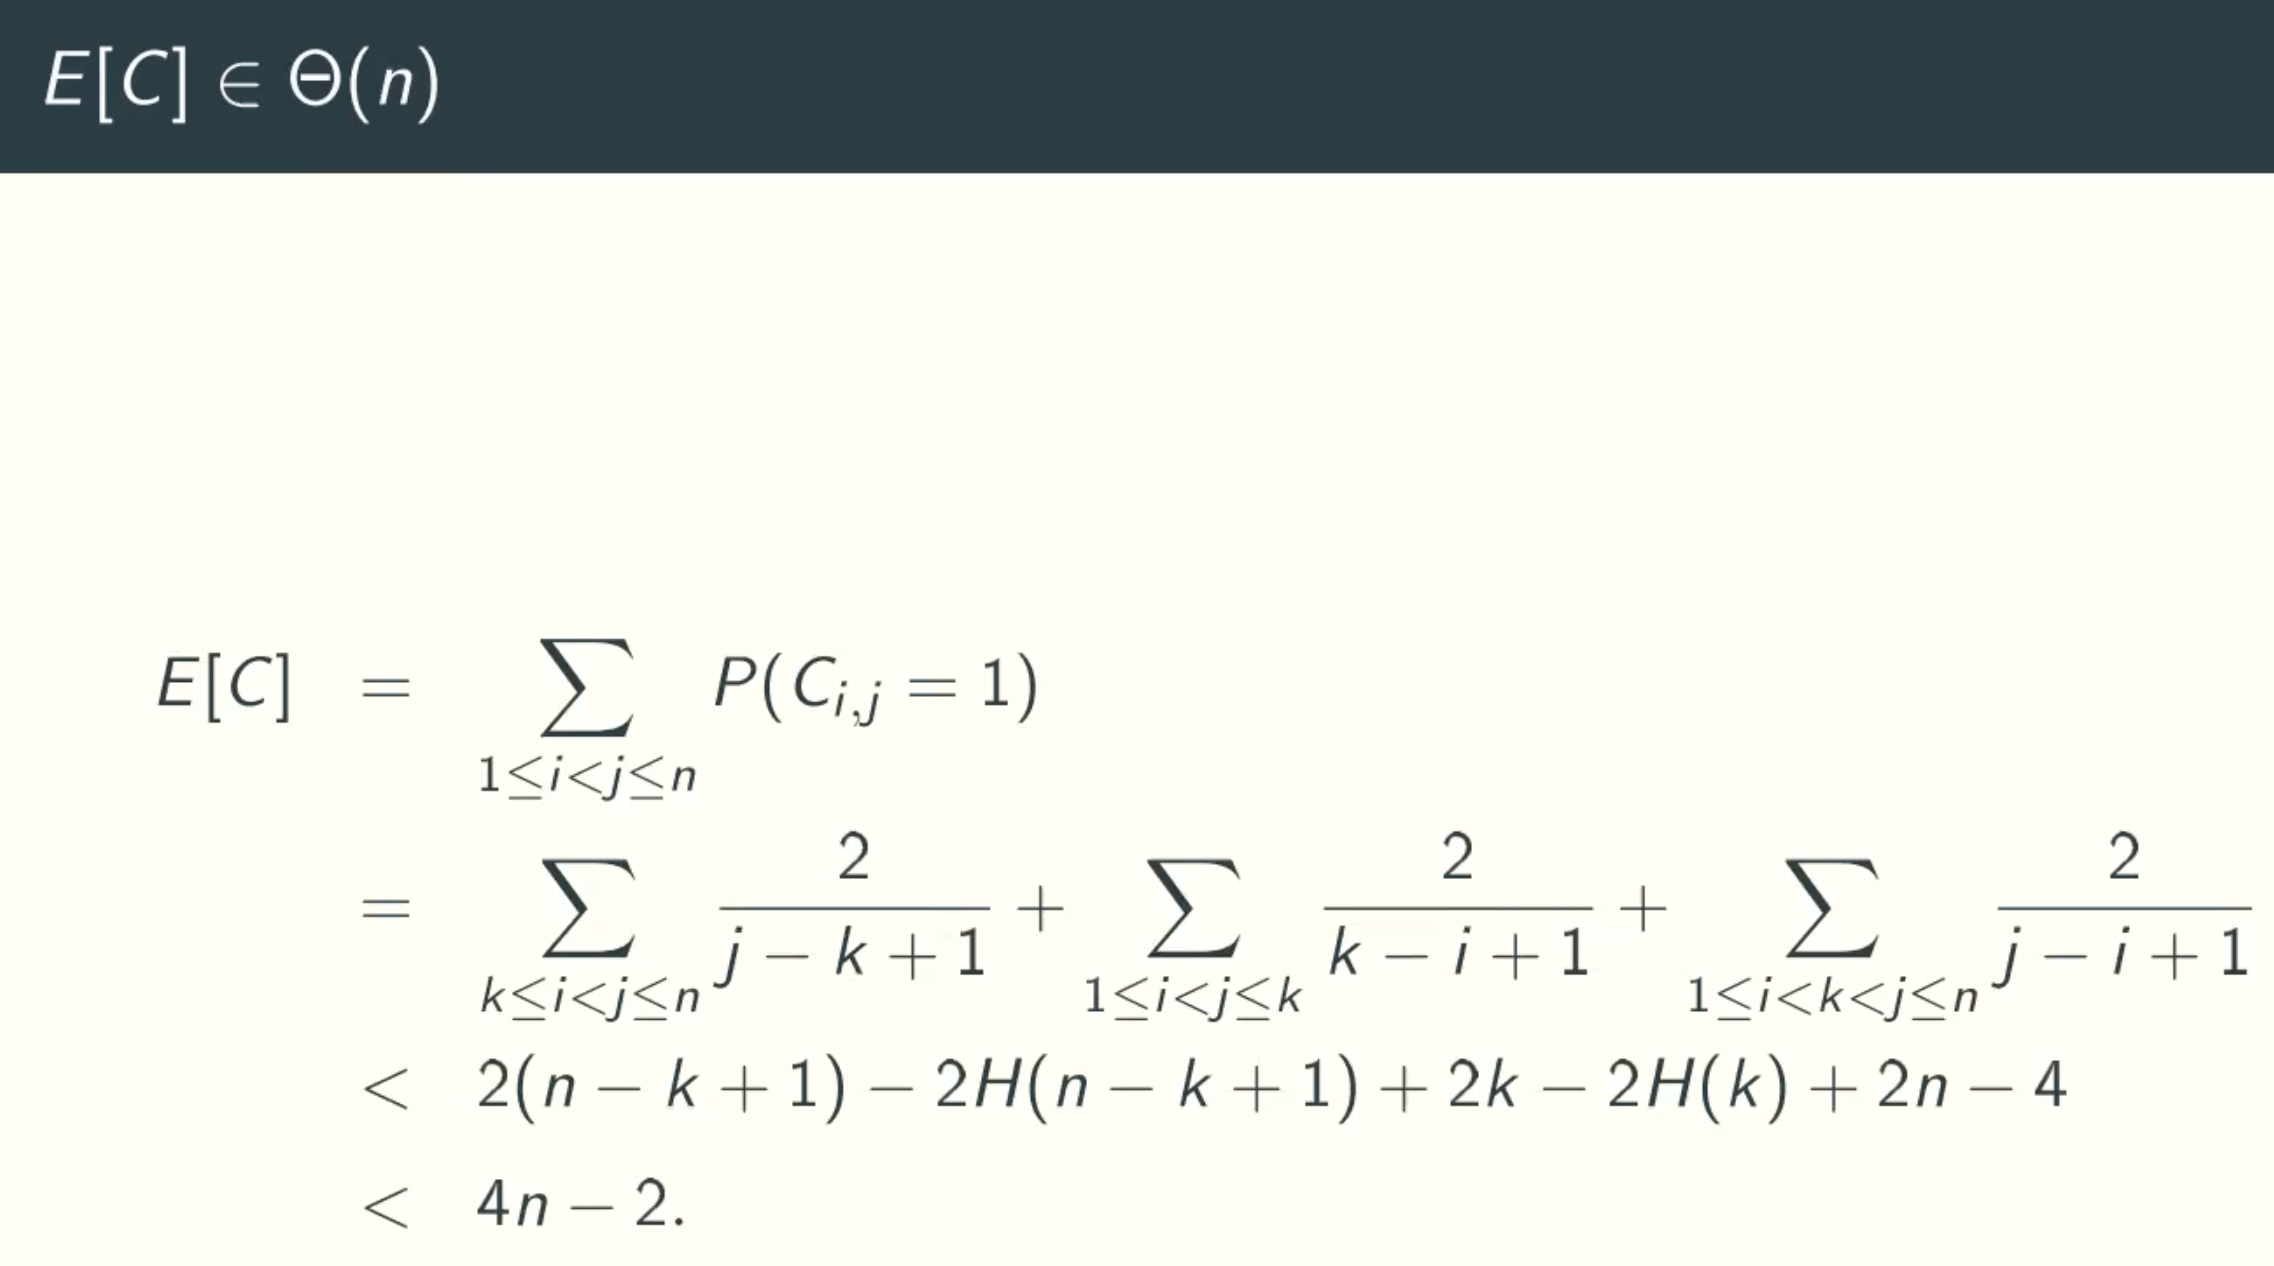 E[C] ∈ Θ(n)
E[C] = ∑_{1≤i<j≤n} P(C_{i,j} = 1)
= ∑_{k≤i<j≤n} 2/(j − k + 1) + ∑_{1≤i<j≤k} 2/(k − i + 1) + ∑_{1≤i<k<j≤n} 2/(j − i + 1)
< 2(n − k + 1) − 2H(n − k + 1) + 2k − 2H(k) + 2n − 4
< 4n − 2.